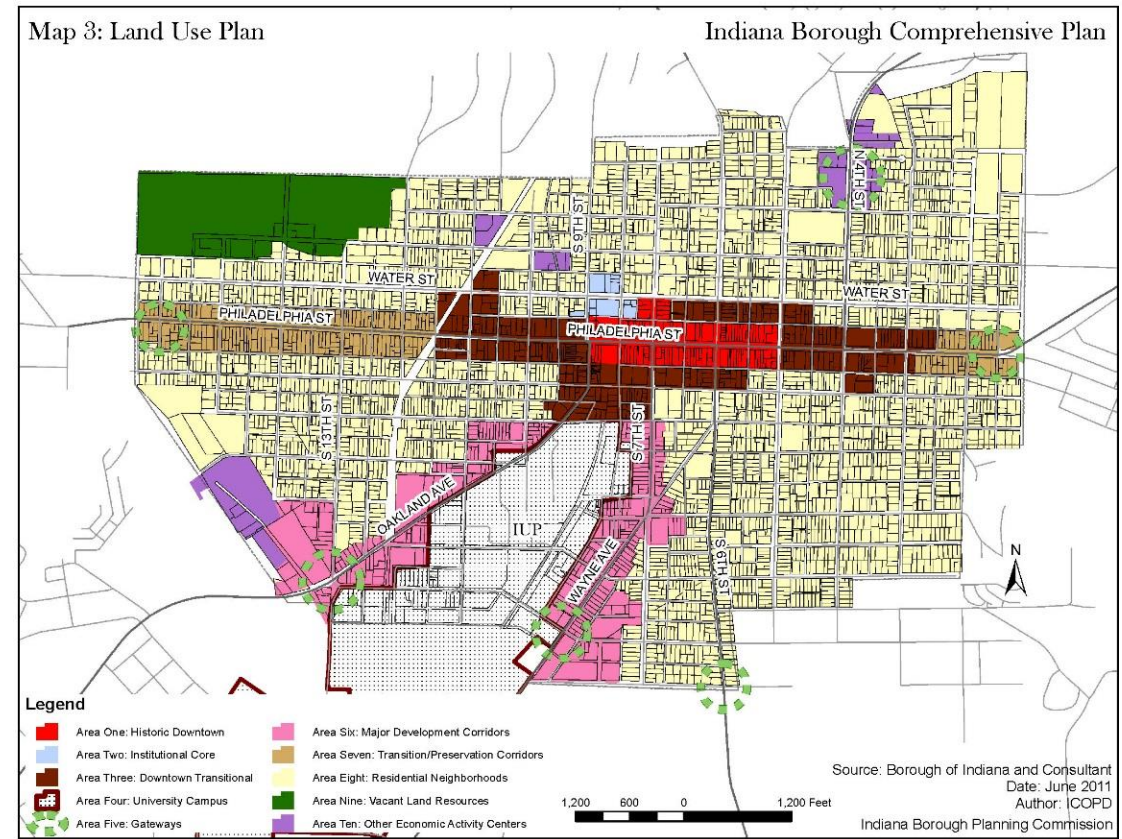 Map 3: Land Use Plan
Indiana Borough Comprehensive Plan
N 4TH ST
S 9TH ST
WATER ST
WATER ST
PHILADELPHIA ST
PHILADELPHIA ST
S 13TH ST
S 7TH ST
OAKLAND AVE
IUP
WAYNE AVE
S 6TH ST
N
Legend
Area One: Historic Downtown
Area Two: Institutional Core
Area Three: Downtown Transitional
Area Four: University Campus
Area Five: Gateways
Area Six: Major Development Corridors
Area Seven: Transition/Preservation Corridors
Area Eight: Residential Neighborhoods
Area Nine: Vacant Land Resources
Area Ten: Other Economic Activity Centers
1,200 600 0 1,200 Feet
Source: Borough of Indiana and Consultant
Date: June 2011
Author: ICOPD
Indiana Borough Planning Commission